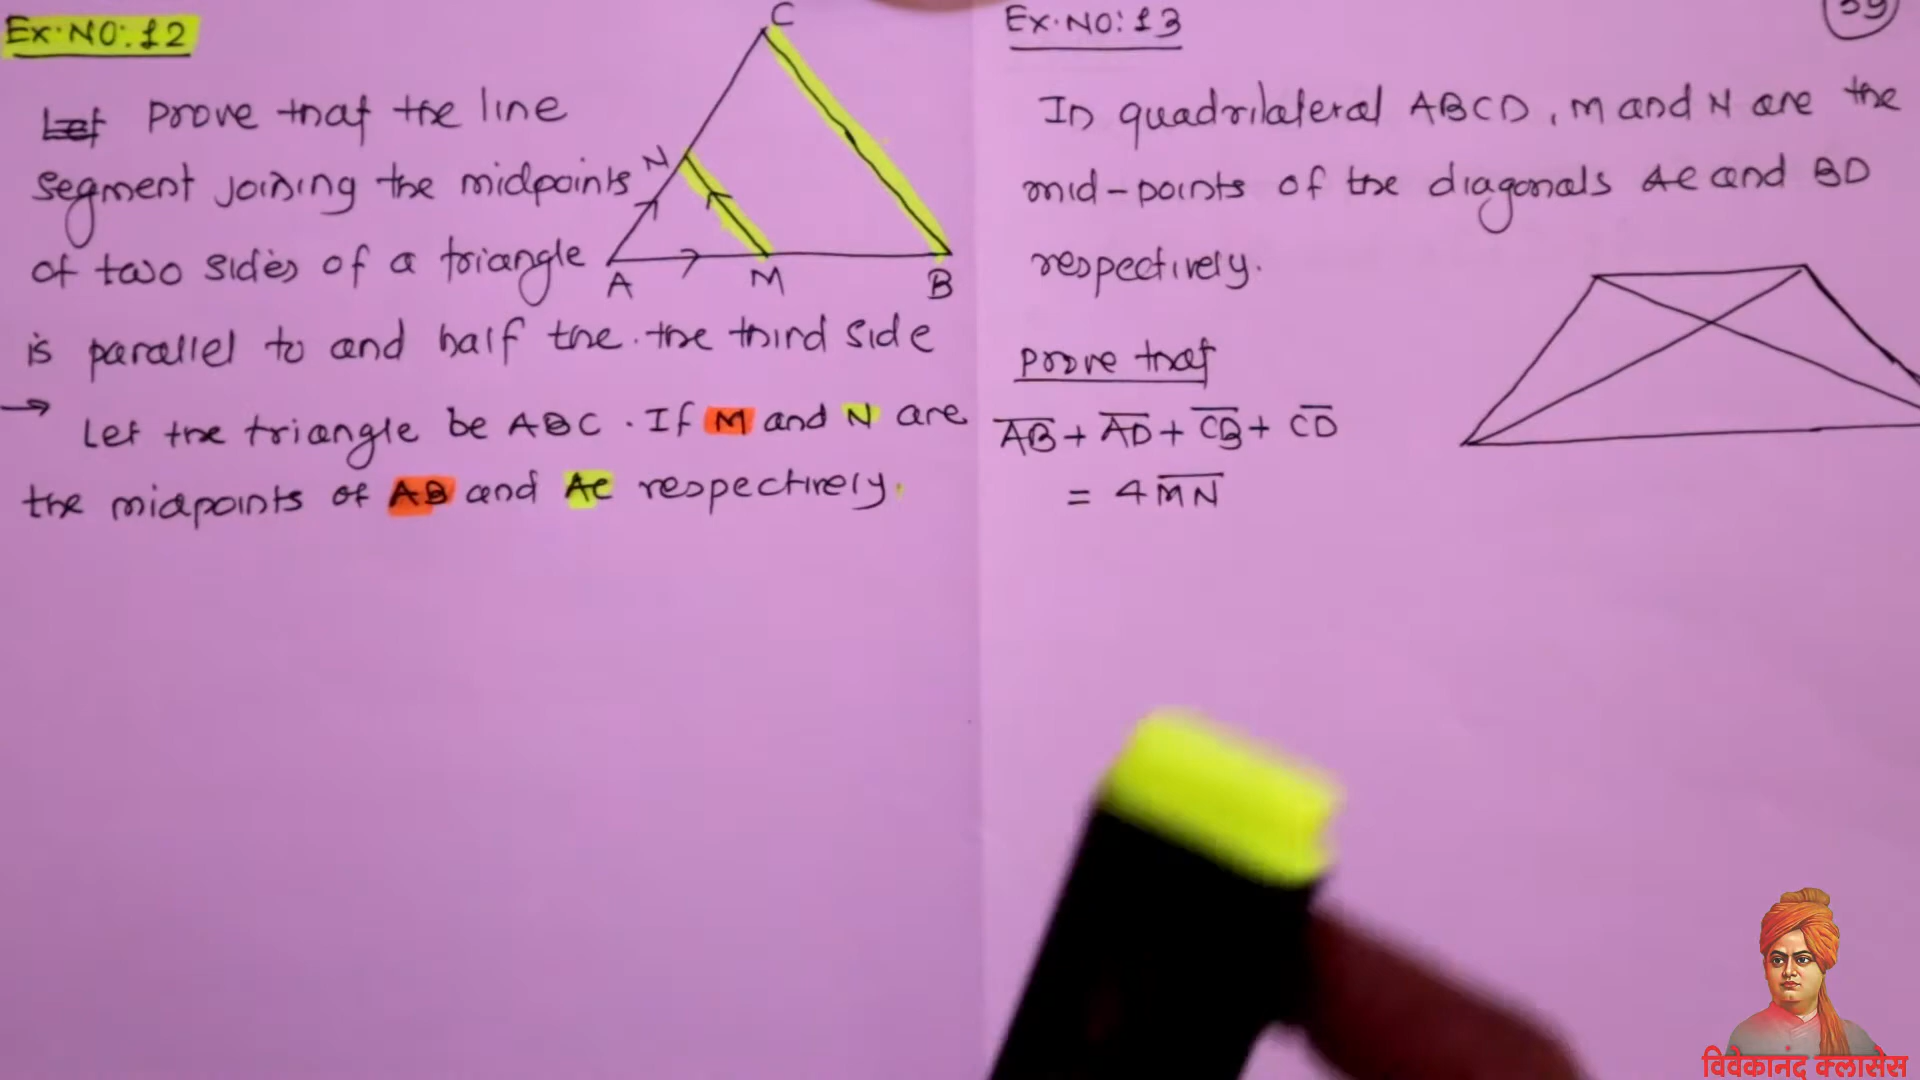 Ex.NO:12
Let prove that the line
segment joining the midpoints
of two sides of a triangle
is parallel to and half the . the third side
→ Let the triangle be ABC . If M and N are
the midpoints of AB and AC respectively.
C
N
A
M
B
Ex.NO:13
39
In quadrilateral ABCD, M and N are the
mid-points of the diagonals AC and BD
respectively.
prove that
AB + AD + CB + CD
= 4 MN
विवेकानंद क्लासेस